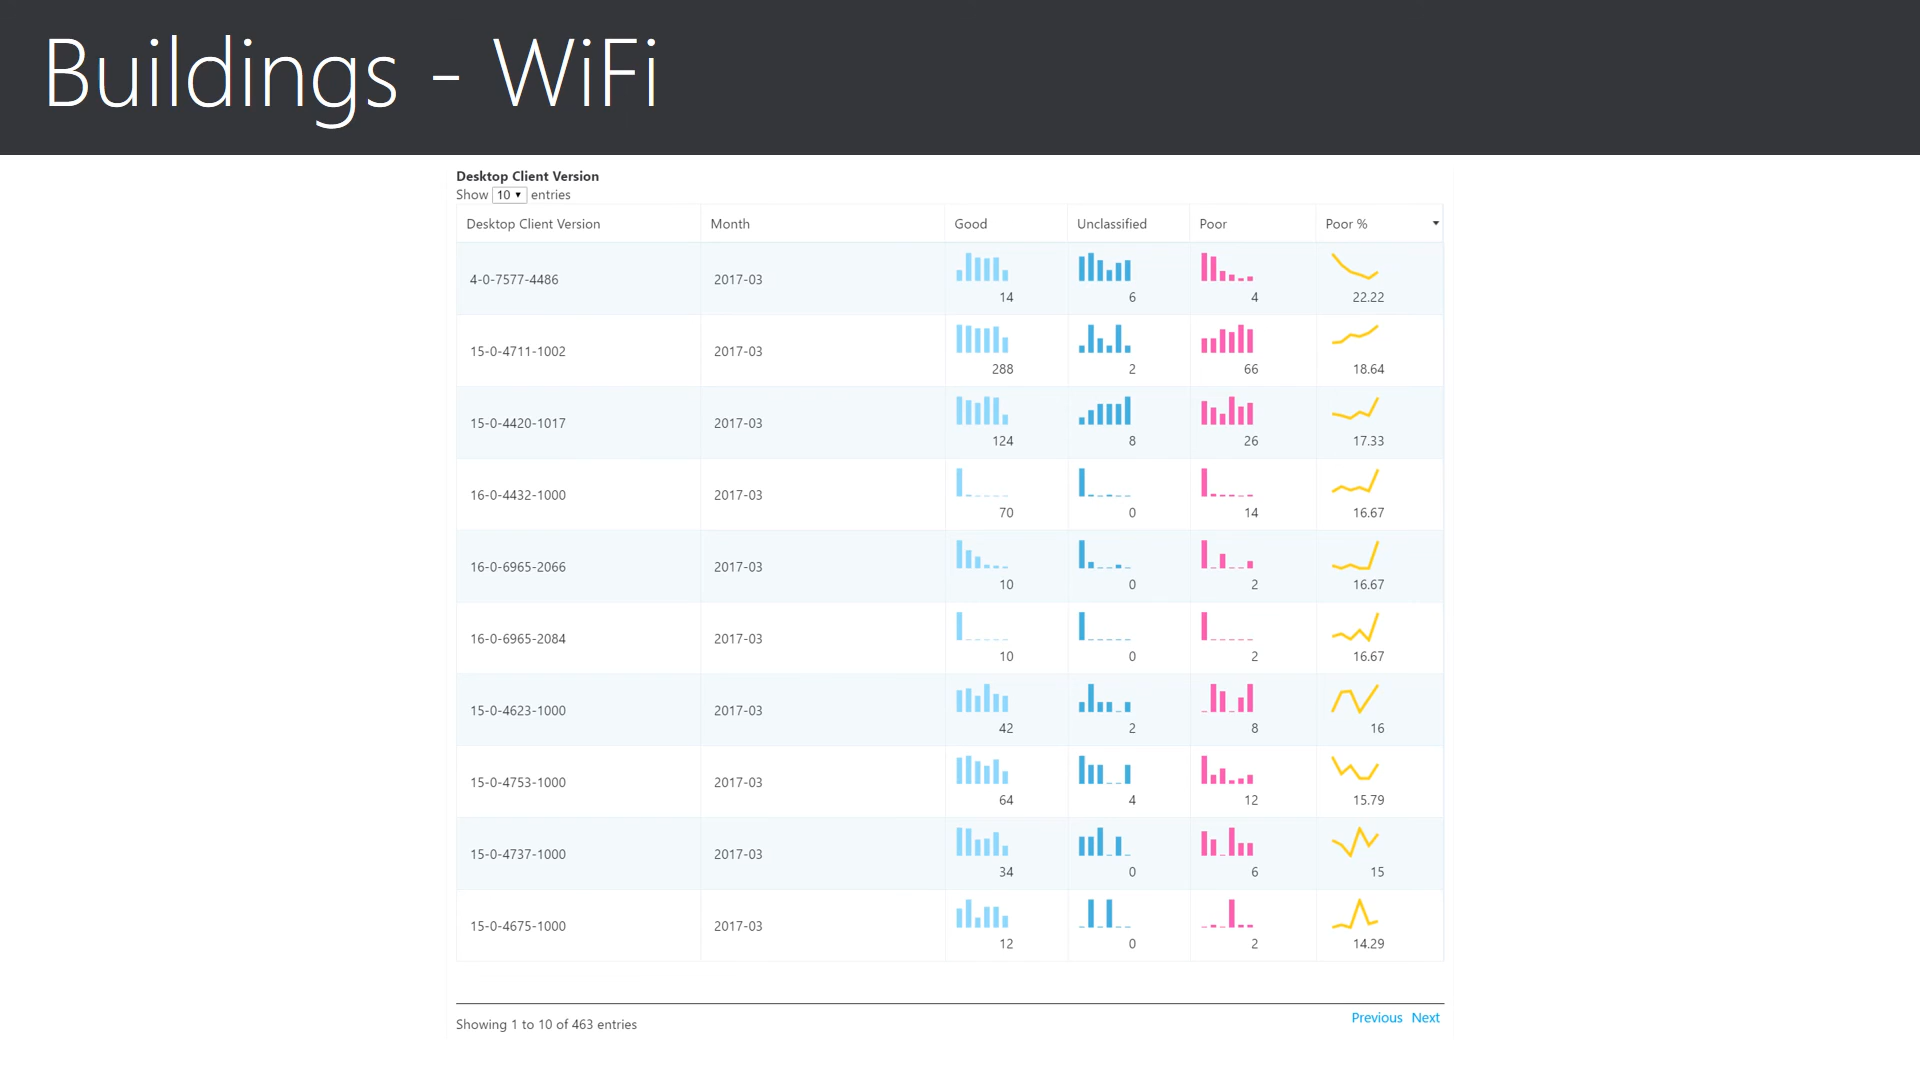 Buildings - WiFi
Desktop Client Version
Show 10 ▾ entries
Desktop Client Version Month Good Unclassified Poor Poor %
4-0-7577-4486 2017-03 14 6 4 22.22
15-0-4711-1002 2017-03 288 2 66 18.64
15-0-4420-1017 2017-03 124 8 26 17.33
16-0-4432-1000 2017-03 70 0 14 16.67
16-0-6965-2066 2017-03 10 0 2 16.67
16-0-6965-2084 2017-03 10 0 2 16.67
15-0-4623-1000 2017-03 42 2 8 16
15-0-4753-1000 2017-03 64 4 12 15.79
15-0-4737-1000 2017-03 34 0 6 15
15-0-4675-1000 2017-03 12 0 2 14.29
Showing 1 to 10 of 463 entries Previous Next